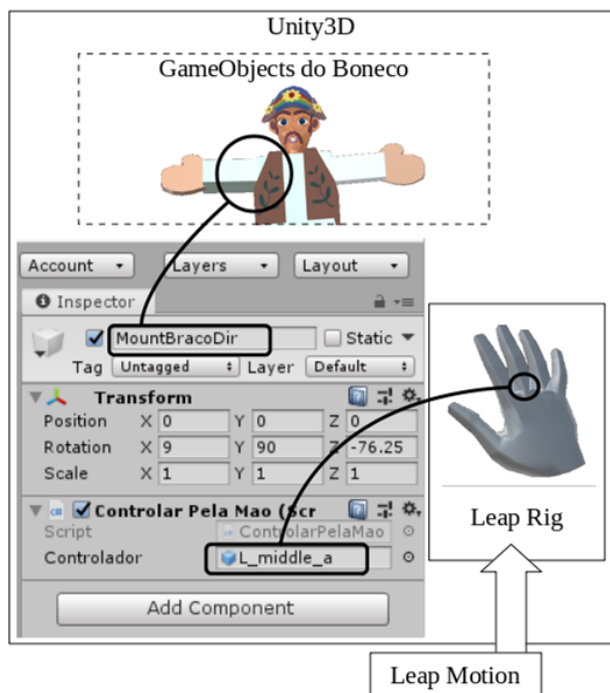 Unity3D
GameObjects do Boneco
Account Layers Layout
Inspector
MountBracoDir Static
Tag Untagged Layer Default
Transform
Position X 0 Y 0 Z 0
Rotation X 9 Y 90 Z -76.25
Scale X 1 Y 1 Z 1
Controlar Pela Mao (Scr
Script ControlarPelaMao
Controlador L_middle_a
Add Component
Leap Rig
Leap Motion